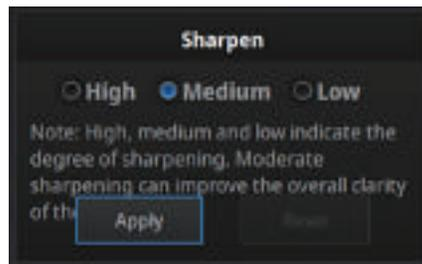 Sharpen
High Medium Low
Note: High, medium and low indicate the
degree of sharpening. Moderate
sharpening can improve the overall clarity
of the
Apply